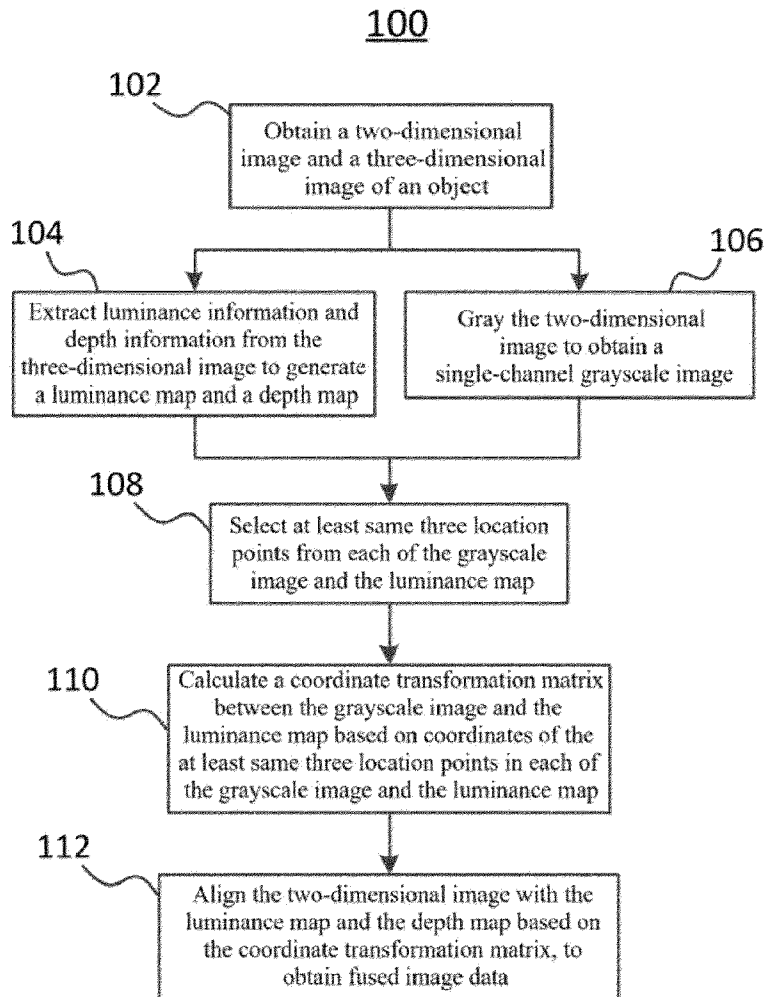 100
102
Obtain a two-dimensional
image and a three-dimensional
image of an object
104
Extract luminance information and
depth information from the
three-dimensional image to generate
a luminance map and a depth map
106
Gray the two-dimensional
image to obtain a
single-channel grayscale image
108
Select at least same three location
points from each of the grayscale
image and the luminance map
110
Calculate a coordinate transformation matrix
between the grayscale image and the
luminance map based on coordinates of the
at least same three location points in each of
the grayscale image and the luminance map
112
Align the two-dimensional image with the
luminance map and the depth map based on
the coordinate transformation matrix, to
obtain fused image data